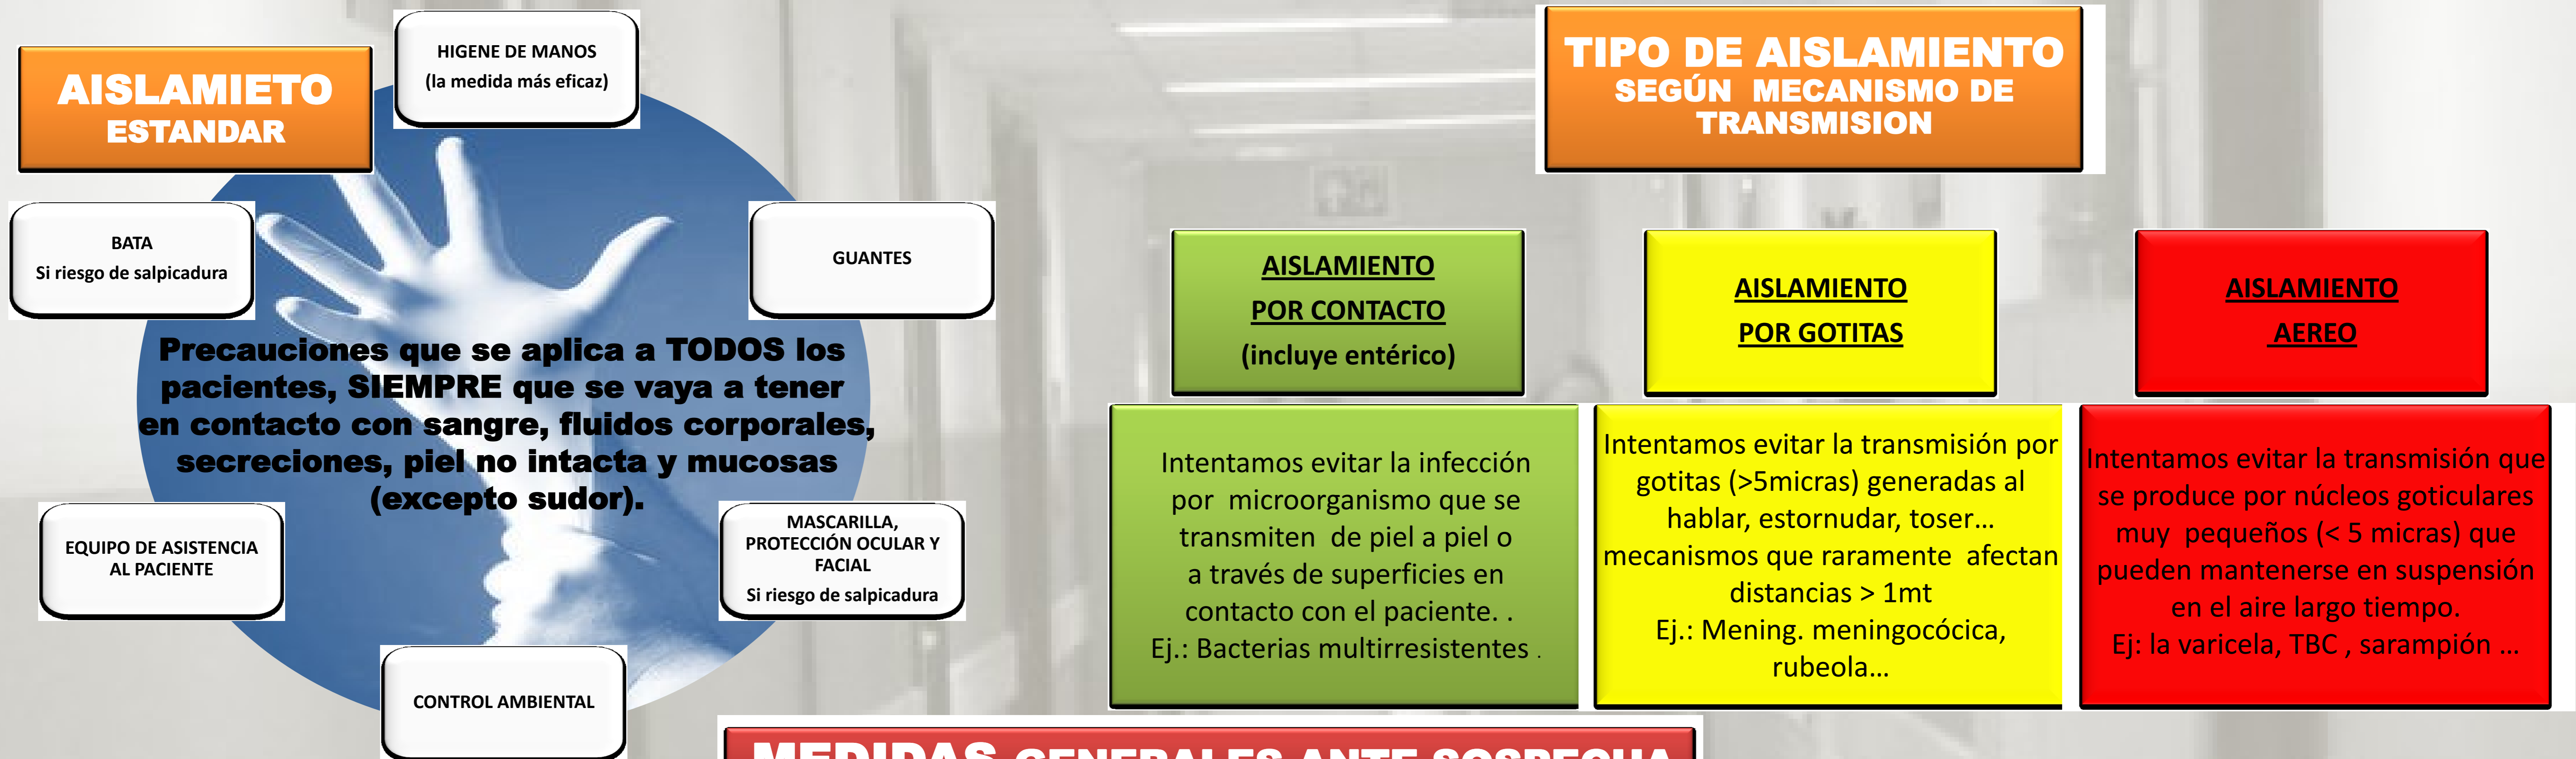 AISLAMIETO
ESTANDAR
HIGENE DE MANOS
(la medida más eficaz)
BATA
Si riesgo de salpicadura
GUANTES
Precauciones que se aplica a TODOS los
pacientes, SIEMPRE que se vaya a tener
en contacto con sangre, fluidos corporales,
secreciones, piel no intacta y mucosas
(excepto sudor).
EQUIPO DE ASISTENCIA
AL PACIENTE
MASCARILLA,
PROTECCIÓN OCULAR Y
FACIAL
Si riesgo de salpicadura
CONTROL AMBIENTAL
TIPO DE AISLAMIENTO
SEGÚN MECANISMO DE
TRANSMISION
AISLAMIENTO
POR CONTACTO
(incluye entérico)
Intentamos evitar la infección
por microorganismo que se
transmiten de piel a piel o
a través de superficies en
contacto con el paciente. .
Ej.: Bacterias multirresistentes .
AISLAMIENTO
POR GOTITAS
Intentamos evitar la transmisión por
gotitas (>5micras) generadas al
hablar, estornudar, toser…
mecanismos que raramente afectan
distancias > 1mt
Ej.: Mening. meningocócica,
rubeola…
AISLAMIENTO
AEREO
Intentamos evitar la transmisión que
se produce por núcleos goticulares
muy pequeños (< 5 micras) que
pueden mantenerse en suspensión
en el aire largo tiempo.
Ej: la varicela, TBC , sarampión …
MEDIDAS GENERALES ANTE SOSPECHA